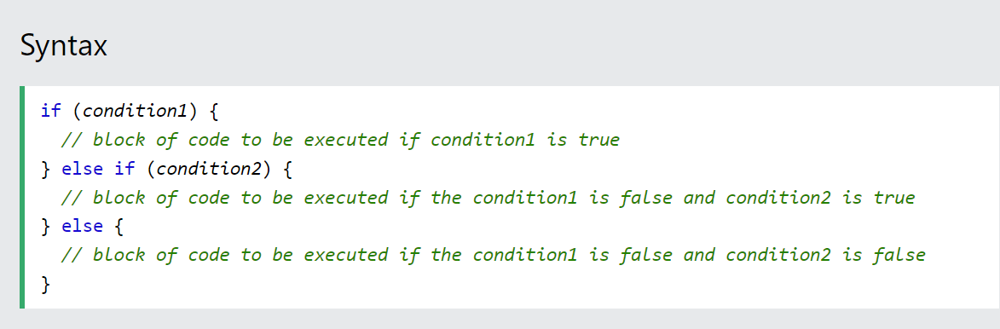 Syntax
if (condition1) {
  // block of code to be executed if condition1 is true
} else if (condition2) {
  // block of code to be executed if the condition1 is false and condition2 is true
} else {
  // block of code to be executed if the condition1 is false and condition2 is false
}